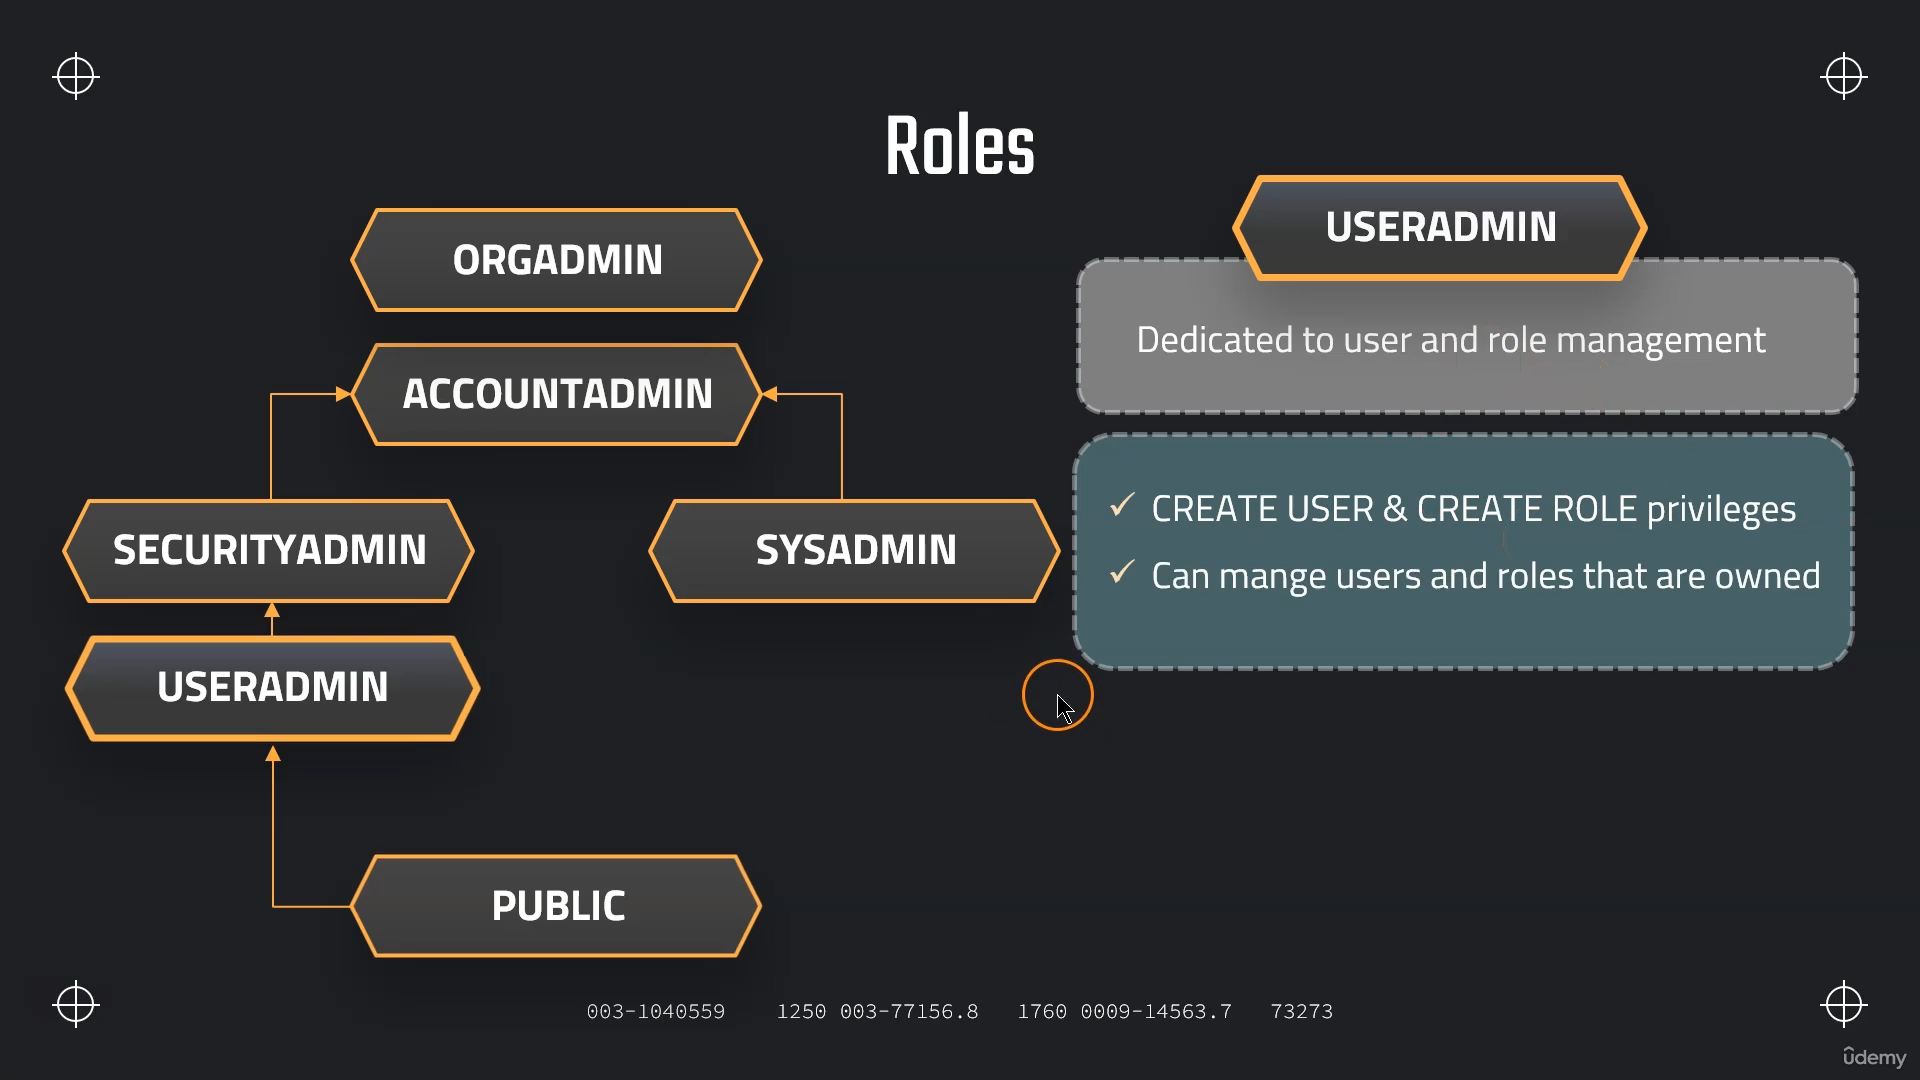 Roles
ORGADMIN
ACCOUNTADMIN
SECURITYADMIN
SYSADMIN
USERADMIN
PUBLIC
USERADMIN
Dedicated to user and role management
✓ CREATE USER & CREATE ROLE privileges
✓ Can mange users and roles that are owned
003-1040559 1250 003-77156.8 1760 0009-14563.7 73273
ûdemy